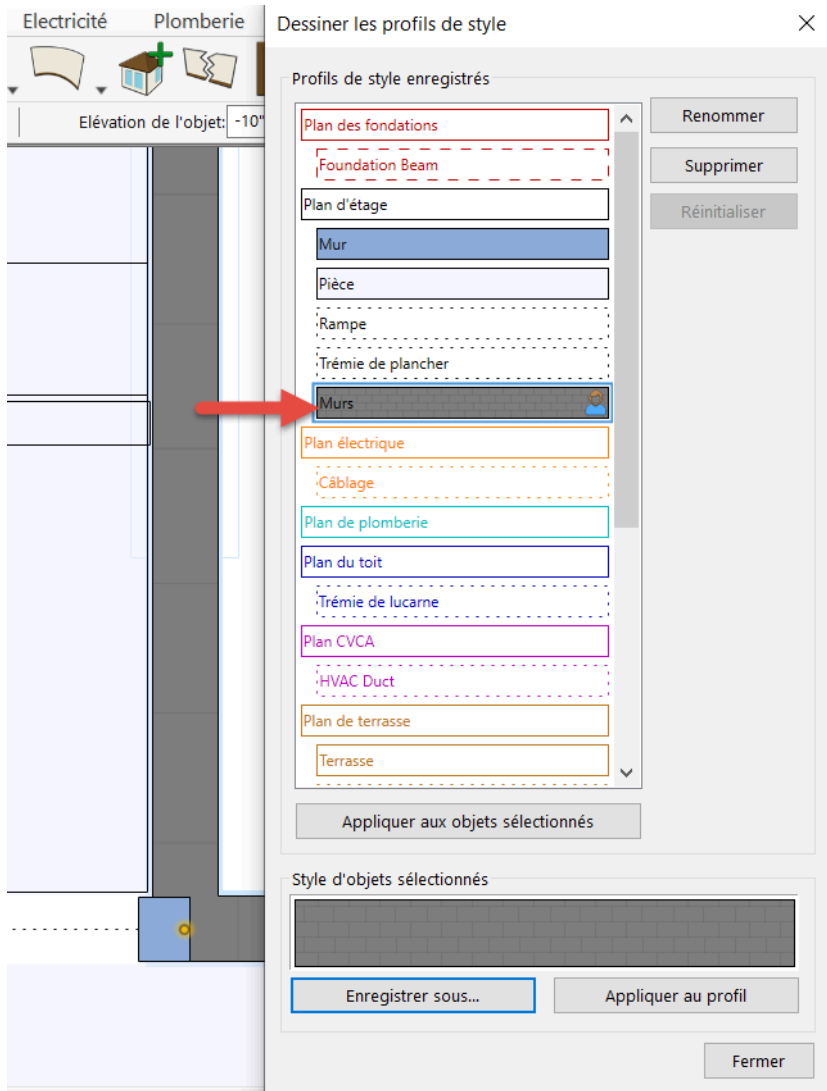 Electricité Plomberie
Dessiner les profils de style
Elévation de l'objet: -10"
Profils de style enregistrés
Plan des fondations
Foundation Beam
Plan d'étage
Mur
Pièce
Rampe
Trémie de plancher
Murs
Plan électrique
Câblage
Plan de plomberie
Plan du toit
Trémie de lucarne
Plan CVCA
HVAC Duct
Plan de terrasse
Terrasse
Renommer
Supprimer
Réinitialiser
Appliquer aux objets sélectionnés
Style d'objets sélectionnés
Enregistrer sous... Appliquer au profil
Fermer